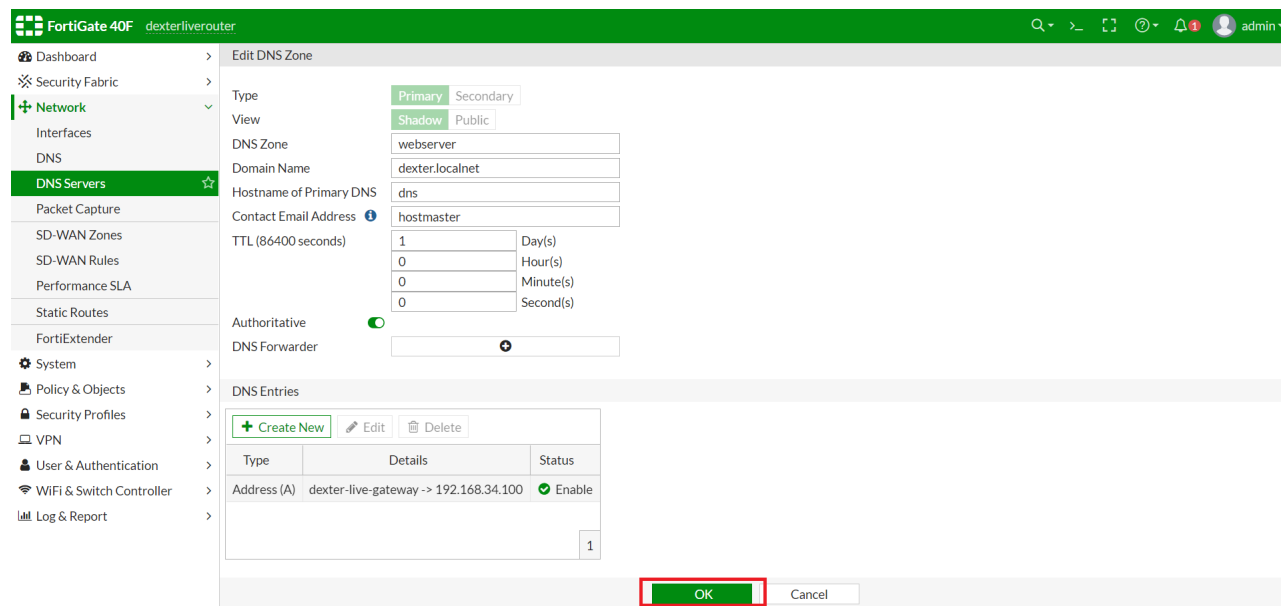 FortiGate 40F dexterliverouter >_ 1 admin
Dashboard
Security Fabric
Network
Interfaces
DNS
DNS Servers
Packet Capture
SD-WAN Zones
SD-WAN Rules
Performance SLA
Static Routes
FortiExtender
System
Policy & Objects
Security Profiles
VPN
User & Authentication
WiFi & Switch Controller
Log & Report
Edit DNS Zone
Type Primary Secondary
View Shadow Public
DNS Zone webserver
Domain Name dexter.localnet
Hostname of Primary DNS dns
Contact Email Address hostmaster
TTL (86400 seconds) 1 Day(s)
0 Hour(s)
0 Minute(s)
0 Second(s)
Authoritative
DNS Forwarder
DNS Entries
Create New Edit Delete
Type Details Status
Address (A) dexter-live-gateway -> 192.168.34.100 Enable
1
OK Cancel